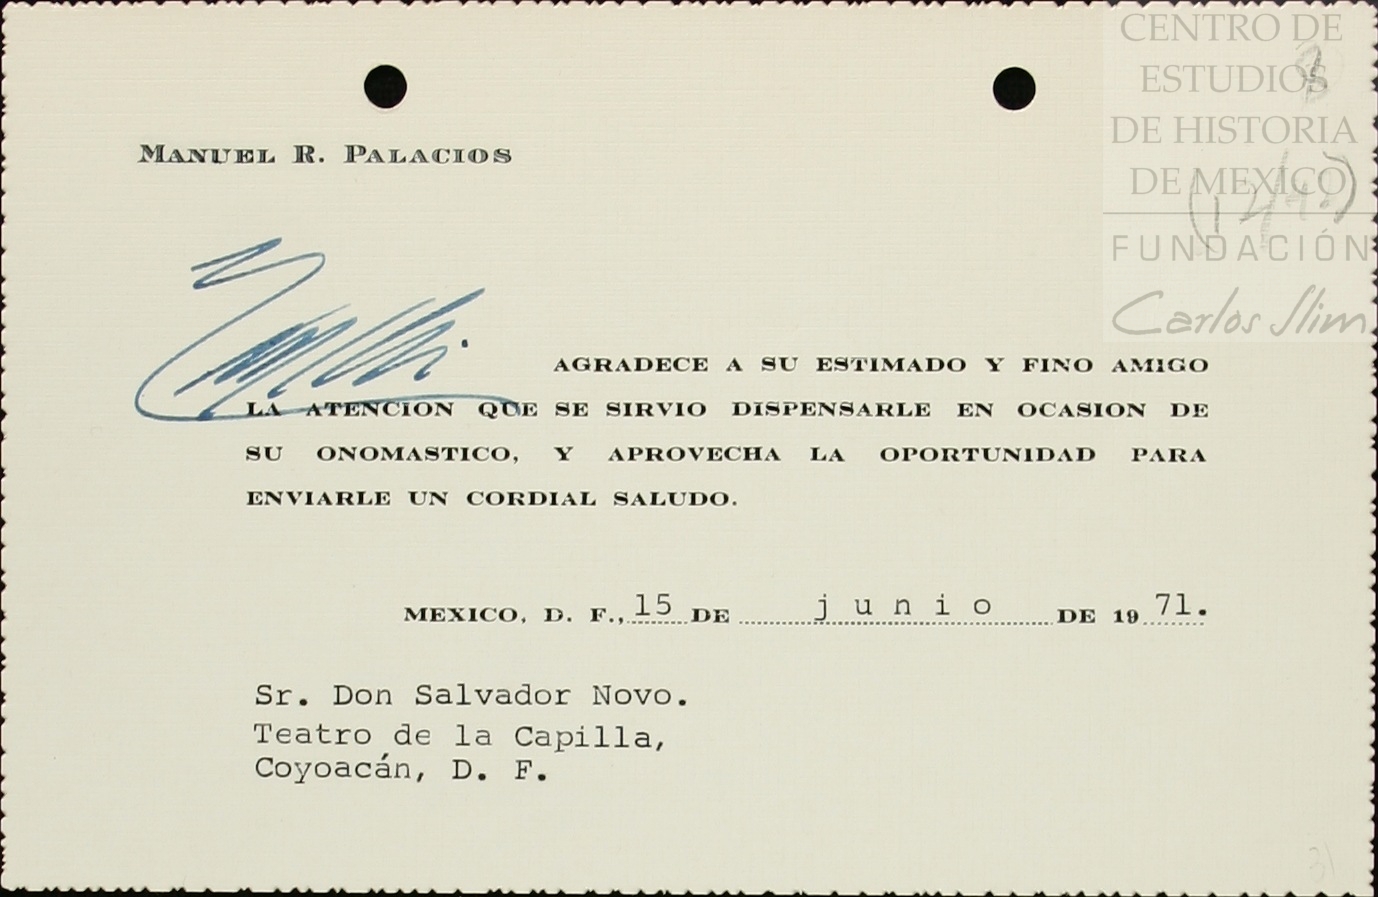 CENTRO DE
ESTUDIOS
DE HISTORIA
DE MEXICO
FUNDACIÓN
Carlos Slim
MANUEL R. PALACIOS
AGRADECE A SU ESTIMADO Y FINO AMIGO
LA ATENCION QUE SE SIRVIO DISPENSARLE EN OCASION DE
SU ONOMASTICO, Y APROVECHA LA OPORTUNIDAD PARA
ENVIARLE UN CORDIAL SALUDO.
MEXICO, D. F., 15 DE junio DE 1971.
Sr. Don Salvador Novo.
Teatro de la Capilla,
Coyoacán, D. F.
31